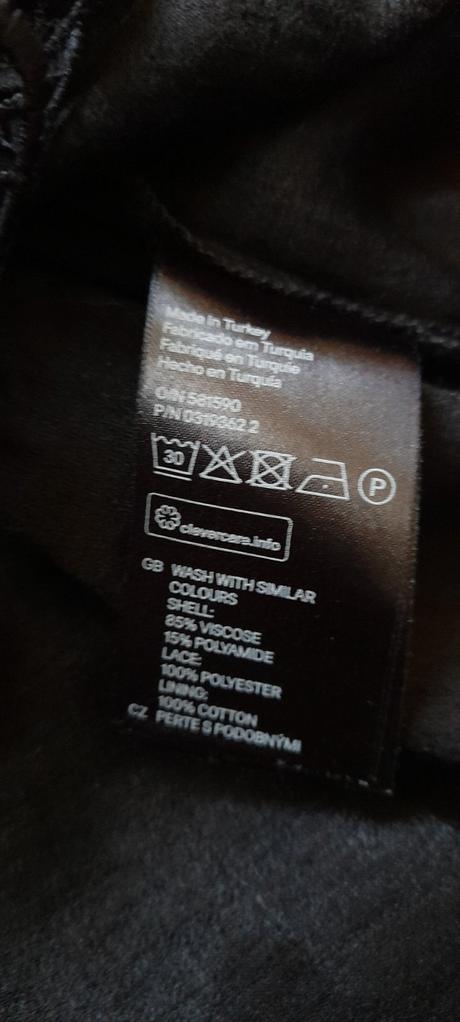 Made in Turkey
Fabricado em Turquia
Fabriqué en Turquie
Hecho en Turquía
O/N 581590
P/N 0319362.2
30 P
clevercare.info
GB WASH WITH SIMILAR
COLOURS
SHELL:
85% VISCOSE
15% POLYAMIDE
LACE:
100% POLYESTER
LINING:
100% COTTON
CZ PERTE S PODOBNÝMI